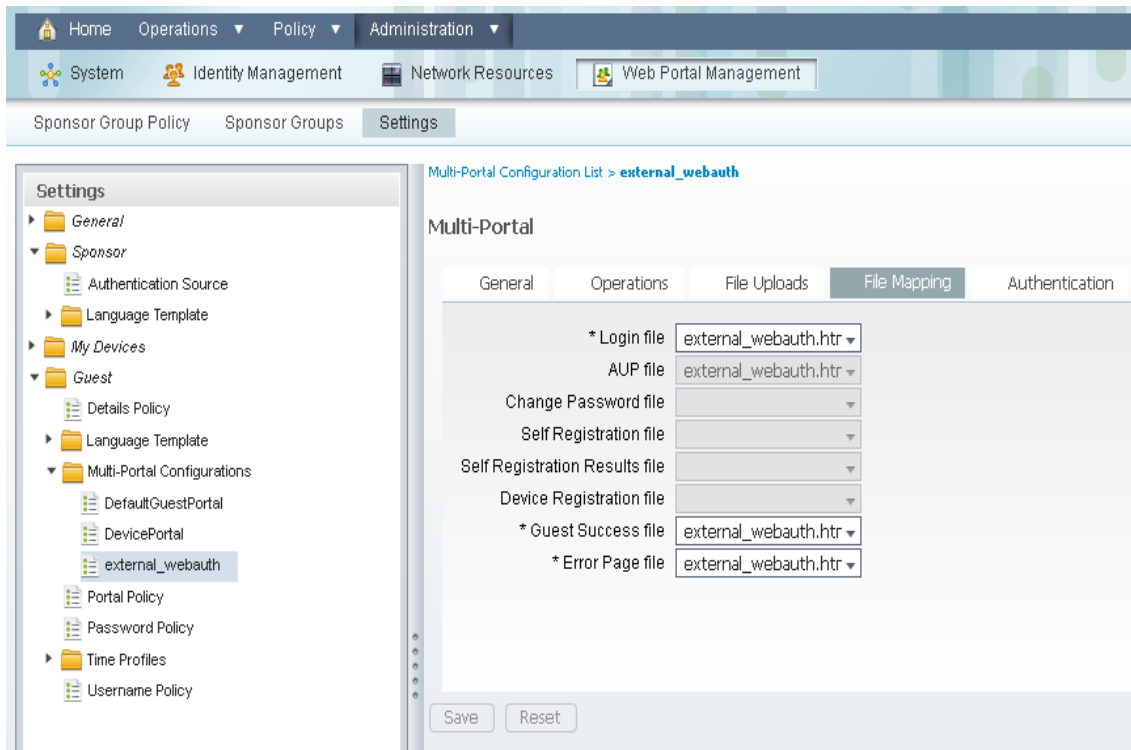 Home Operations ▼ Policy ▼ Administration ▼
System Identity Management Network Resources Web Portal Management
Sponsor Group Policy Sponsor Groups Settings
Settings
General
Sponsor
Authentication Source
Language Template
My Devices
Guest
Details Policy
Language Template
Multi-Portal Configurations
DefaultGuestPortal
DevicePortal
external_webauth
Portal Policy
Password Policy
Time Profiles
Username Policy
Multi-Portal Configuration List > external_webauth
Multi-Portal
General Operations File Uploads File Mapping Authentication
* Login file external_webauth.htr
AUP file external_webauth.htr
Change Password file
Self Registration file
Self Registration Results file
Device Registration file
* Guest Success file external_webauth.htr
* Error Page file external_webauth.htr
Save Reset